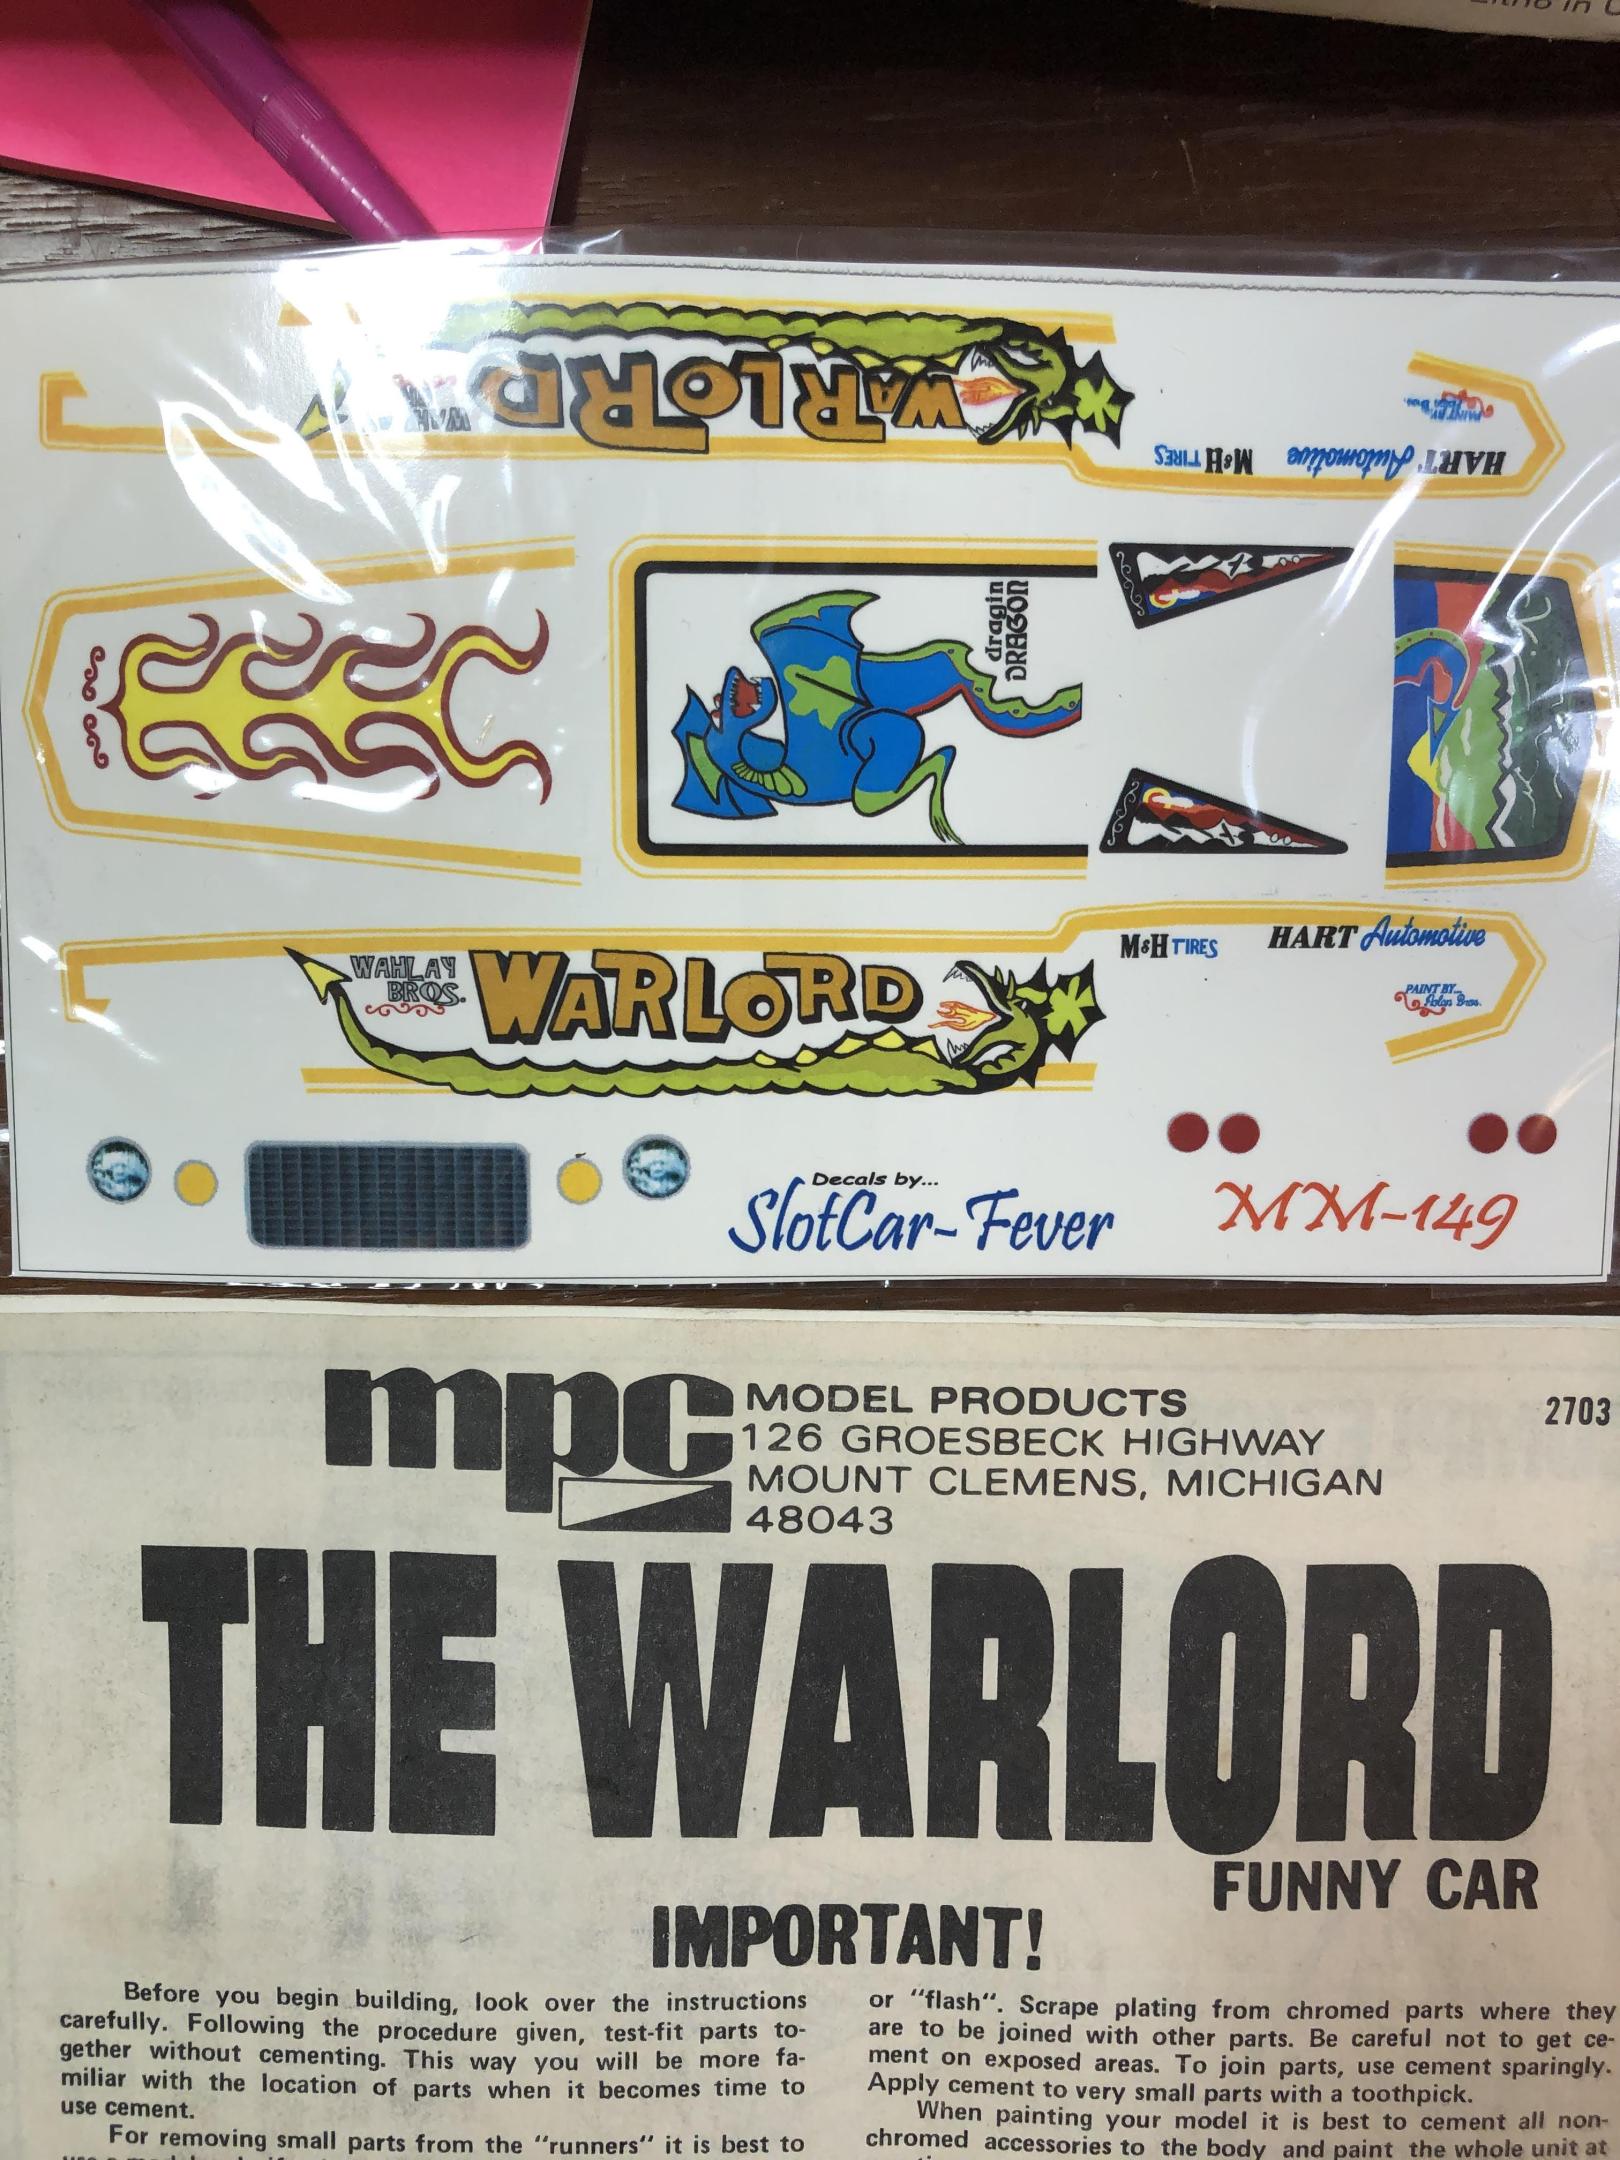 Litho in
WARLORD
WAHLAY
BROS.
M&H TIRES
HART Automotive
PAINT BY...
dragin
DRAGON
WAHLAY
BROS.
WARLORD
M&H TIRES
HART Automotive
PAINT BY...
Bros.
Decals by...
SlotCar-Fever
MM-149
mpc
MODEL PRODUCTS
126 GROESBECK HIGHWAY
MOUNT CLEMENS, MICHIGAN
48043
2703
THE WARLORD
FUNNY CAR
IMPORTANT!
Before you begin building, look over the instructions
carefully. Following the procedure given, test-fit parts to-
gether without cementing. This way you will be more fa-
miliar with the location of parts when it becomes time to
use cement.
For removing small parts from the "runners" it is best to
or "flash". Scrape plating from chromed parts where they
are to be joined with other parts. Be careful not to get ce-
ment on exposed areas. To join parts, use cement sparingly.
Apply cement to very small parts with a toothpick.
When painting your model it is best to cement all non-
chromed accessories to the body and paint the whole unit at